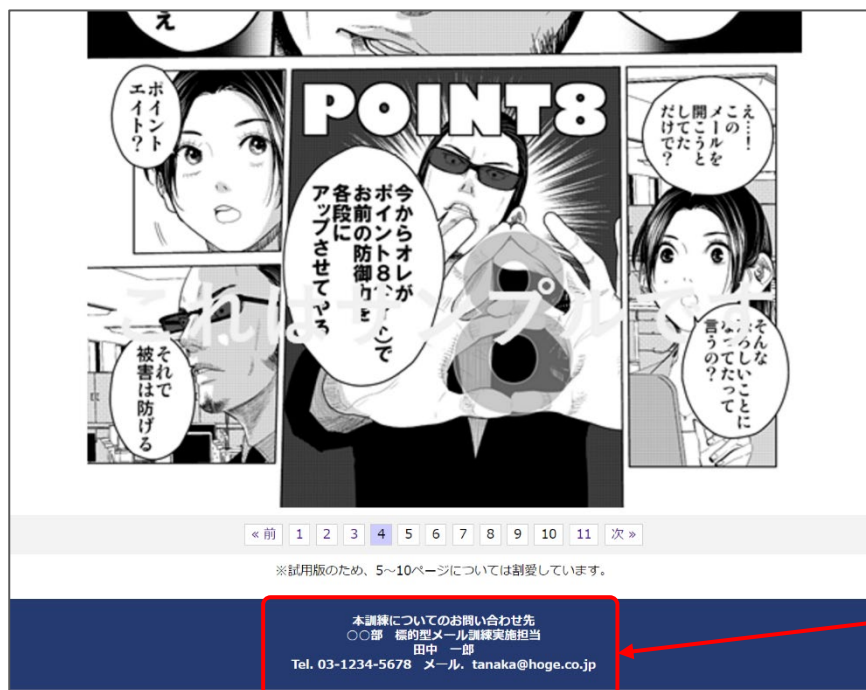 え
え…！
この
メールを
開こうと
してた
だけで？
そんな
ろしいことに
ってたって
言うの？
POINT8
今からオレが
ポイント8 で
お前の防御力を
各段に
アップさせてやる
ポイント
エイト？
それで
被害は防げる
これはサンプルです
« 前 1 2 3 4 5 6 7 8 9 10 11 次 »
※試用版のため、5～10ページについては割愛しています。
本訓練についてのお問い合わせ先
○○部 標的型メール訓練実施担当
田中 一郎
Tel. 03-1234-5678 メール. tanaka@hoge.co.jp